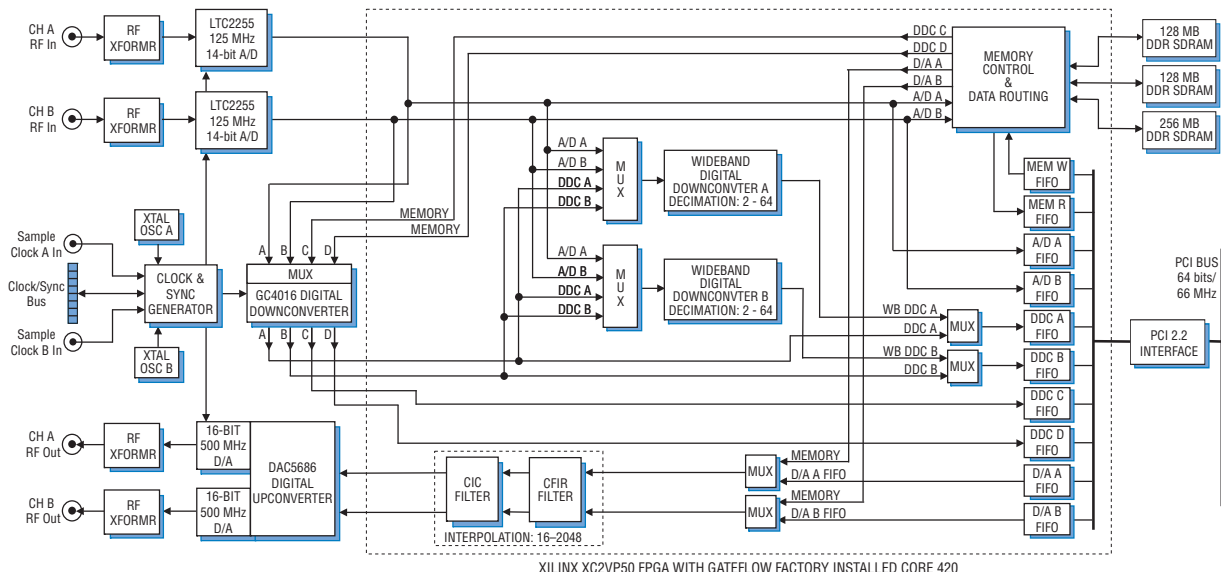 CH A
RF In
RF
XFORMR
LTC2255
125 MHz
14-bit A/D
CH B
RF In
RF
XFORMR
LTC2255
125 MHz
14-bit A/D
DDC C
DDC D
D/A A
D/A B
A/D A
A/D B
MEMORY
CONTROL
&
DATA ROUTING
128 MB
DDR SDRAM
128 MB
DDR SDRAM
256 MB
DDR SDRAM
A/D A
A/D B
DDC A
DDC B
M
U
X
WIDEBAND
DIGITAL
DOWNCONVTER A
DECIMATION: 2 - 64
MEM W
FIFO
MEM R
FIFO
A/D A
FIFO
A/D B
FIFO
DDC A
FIFO
DDC B
FIFO
DDC C
FIFO
DDC D
FIFO
D/A A
FIFO
D/A B
FIFO
MEMORY
MEMORY
A/D A
A/D B
DDC A
DDC B
M
U
X
WIDEBAND
DIGITAL
DOWNCONVTER B
DECIMATION: 2 - 64
XTAL
OSC A
Sample
Clock A In
Clock/Sync
Bus
Sample
Clock B In
CLOCK &
SYNC
GENERATOR
XTAL
OSC B
A
B
C
D
MUX
GC4016 DIGITAL
DOWNCONVERTER
A
B
C
D
WB DDC A
DDC A
MUX
WB DDC B
DDC B
MUX
PCI BUS
64 bits/
66 MHz
PCI 2.2
INTERFACE
CH A
RF Out
RF
XFORMR
16-BIT
500 MHz
D/A
CH B
RF Out
RF
XFORMR
16-BIT
500 MHz
D/A
DAC5686
DIGITAL
UPCONVERTER
CIC
FILTER
CFIR
FILTER
INTERPOLATION: 16–2048
MUX
MEMORY
D/A A FIFO
MUX
MEMORY
D/A B FIFO
XILINX XC2VP50 FPGA WITH GATEFLOW FACTORY INSTALLED CORE 420